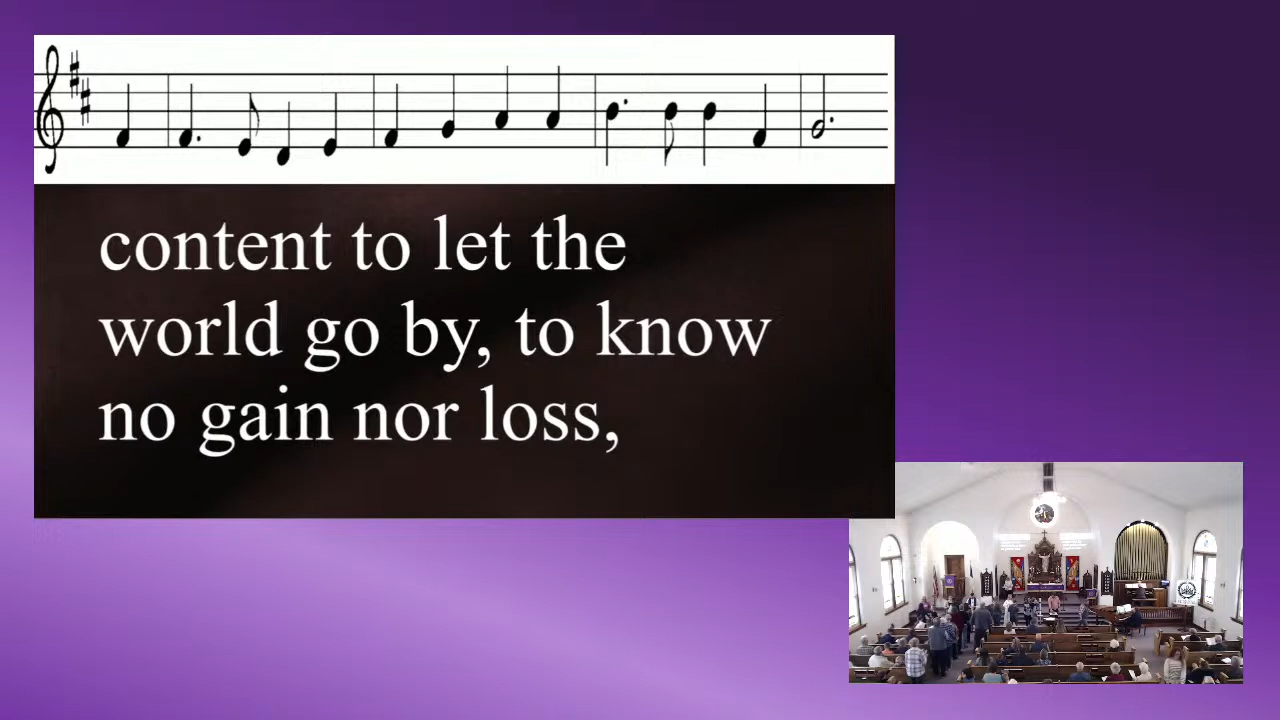 content to let the
world go by, to know
no gain nor loss,